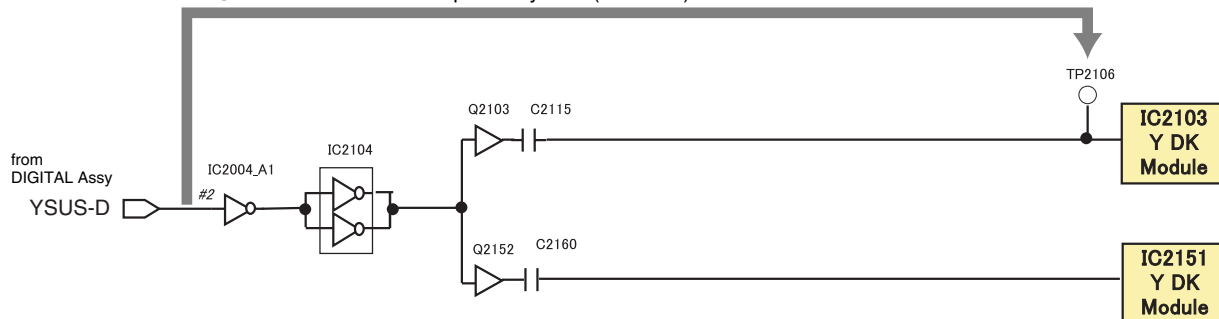 TP2106
Q2103 C2115
IC2103
Y DK
Module
IC2104
from
DIGITAL Assy
IC2004_A1
#2
YSUS-D
Q2152 C2160
IC2151
Y DK
Module